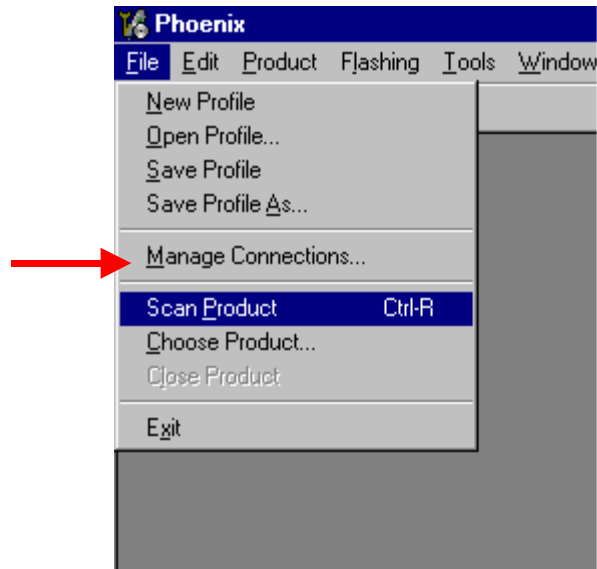 Phoenix
File Edit Product Flashing Tools Window
New Profile
Open Profile...
Save Profile
Save Profile As...
Manage Connections...
Scan Product Ctrl-R
Choose Product...
Close Product
Exit